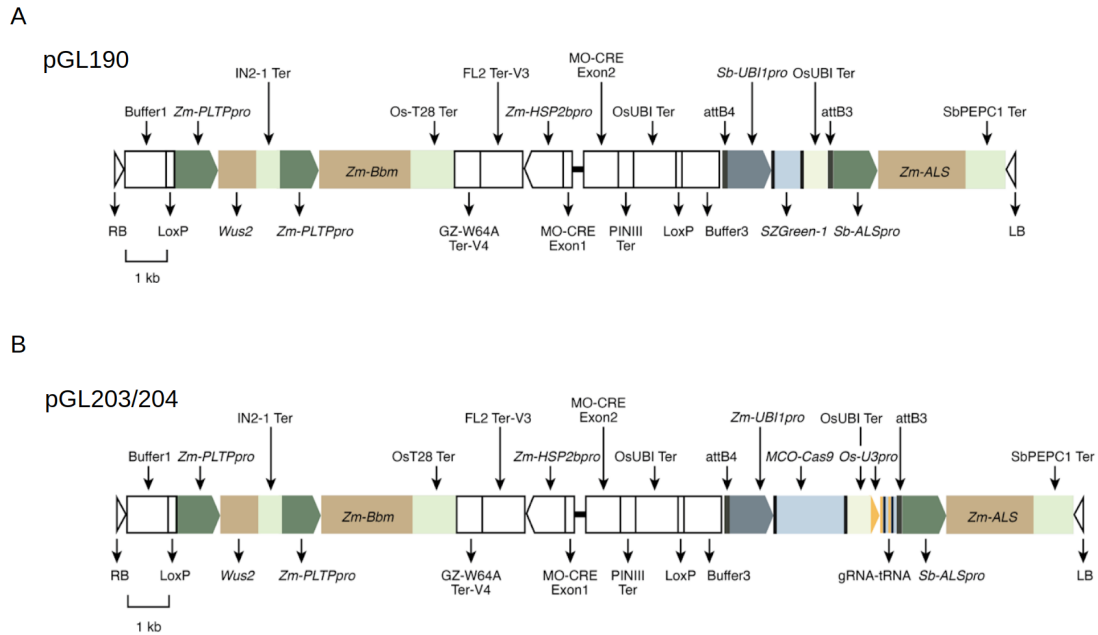 A
pGL190
MO-CRE
Exon2
IN2-1 Ter
FL2 Ter-V3
Sb-UBI1pro OsUBI Ter
Buffer1 Zm-PLTPpro
Os-T28 Ter
Zm-HSP2bpro
OsUBI Ter
attB4
attB3
SbPEPC1 Ter
Zm-Bbm
Zm-ALS
RB
LoxP
Wus2
Zm-PLTPpro
GZ-W64A
Ter-V4
MO-CRE
Exon1
PINIII
Ter
LoxP
Buffer3
SZGreen-1
Sb-ALSpro
LB
1 kb
B
pGL203/204
MO-CRE
Exon2
IN2-1 Ter
FL2 Ter-V3
Zm-UBI1pro
OsUBI Ter
attB3
Buffer1 Zm-PLTPpro
OsT28 Ter
Zm-HSP2bpro
OsUBI Ter
attB4
MCO-Cas9
Os-U3pro
SbPEPC1 Ter
Zm-Bbm
Zm-ALS
RB
LoxP
Wus2
Zm-PLTPpro
GZ-W64A
Ter-V4
MO-CRE
Exon1
PINIII
Ter
LoxP
Buffer3
gRNA-tRNA
Sb-ALSpro
LB
1 kb